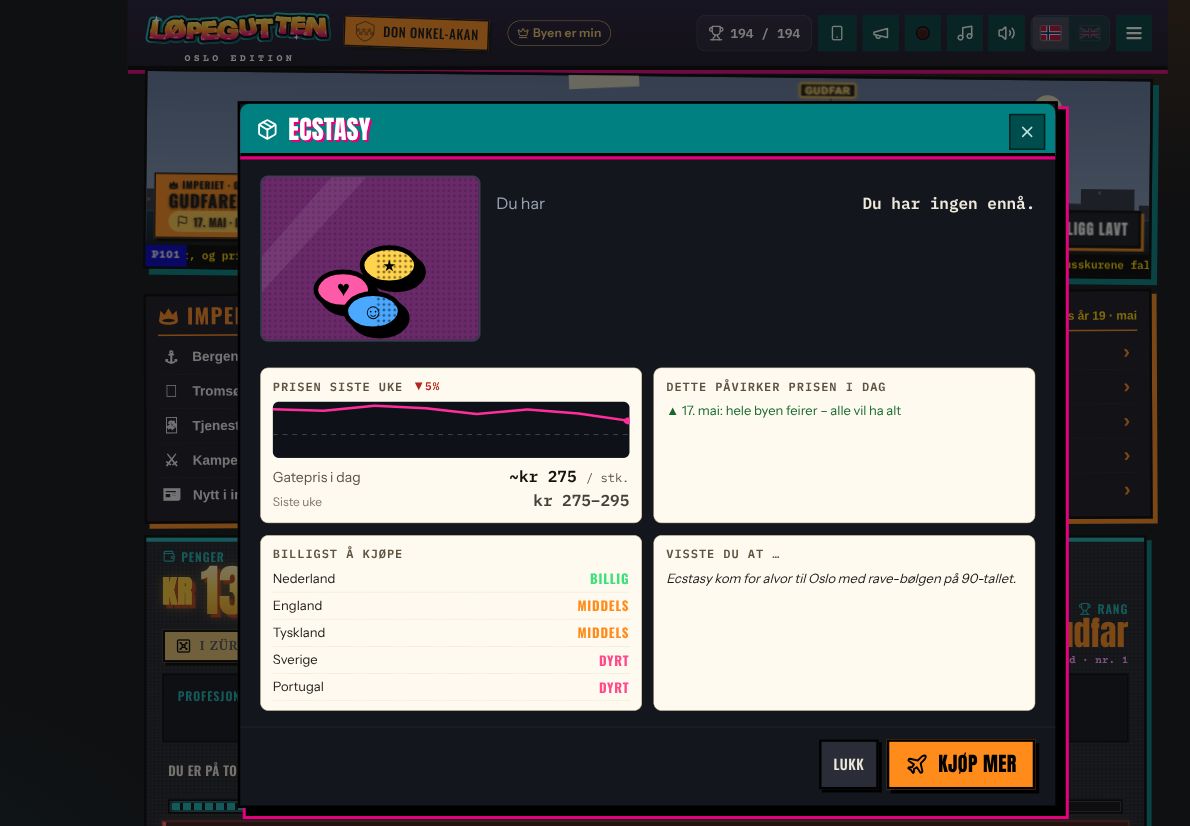 LØPEGUTTEN
OSLO EDITION
DON ONKEL-AKAN
Byen er min
194 / 194
GUDFAR
ECSTASY
Du har
Du har ingen ennå.
IMPERIET
GUDFARE
17. MAI
LIGG LAVT
P101
, og pri
sskurene fal
IMPE
s år 19 · mai
Bergen
Tromsø
Tjenest
Kampe
Nytt i in
PRISEN SISTE UKE ▼5%
Gatepris i dag
~kr 275 / stk.
Siste uke
kr 275–295
DETTE PÅVIRKER PRISEN I DAG
▲ 17. mai: hele byen feirer – alle vil ha alt
BILLIGST Å KJØPE
Nederland BILLIG
England MIDDELS
Tyskland MIDDELS
Sverige DYRT
Portugal DYRT
VISSTE DU AT …
Ecstasy kom for alvor til Oslo med rave-bølgen på 90-tallet.
PENGER
KR 13
I ZÜR
RANG
dfar
d · nr. 1
PROFESJON
DU ER PÅ TO
LUKK
KJØP MER